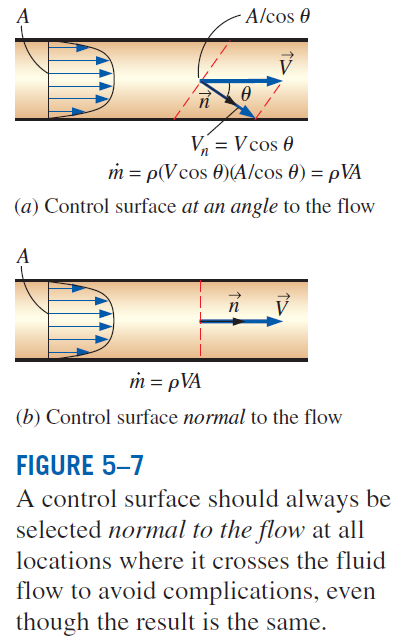 A
A/cos θ
V⃗
θ
n⃗
Vₙ = V cos θ
ṁ = ρ(V cos θ)(A/cos θ) = ρVA
(a) Control surface at an angle to the flow
A
n⃗
V⃗
ṁ = ρVA
(b) Control surface normal to the flow
FIGURE 5–7
A control surface should always be
selected normal to the flow at all
locations where it crosses the fluid
flow to avoid complications, even
though the result is the same.